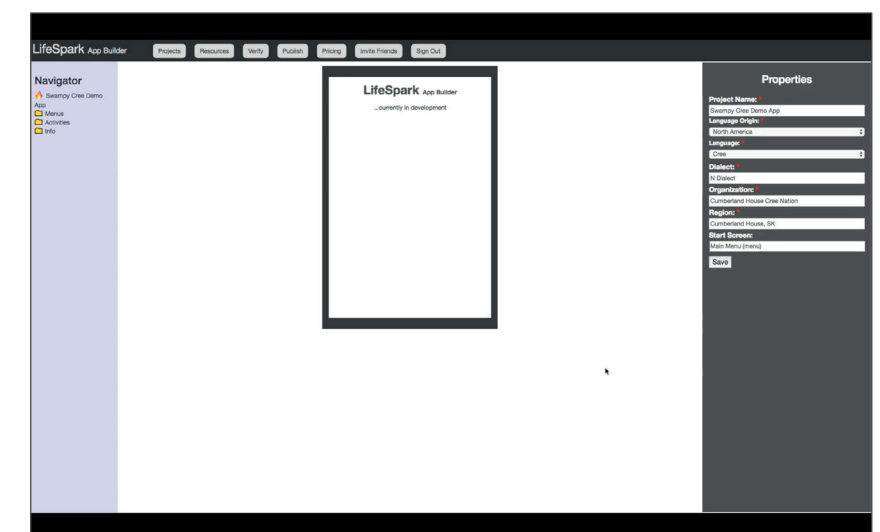 LifeSpark App Builder
Projects Resources Verify Publish Pricing Invite Friends Sign Out
Navigator
Swampy Cree Demo
App
Menus
Activities
Info
LifeSpark App Builder
...currently in development
Properties
Project Name: *
Swampy Cree Demo App
Language Origin: *
North America
Language: *
Cree
Dialect: *
N Dialect
Organization: *
Cumberland House Cree Nation
Region: *
Cumberland House, SK
Start Screen:
Main Menu (menu)
Save